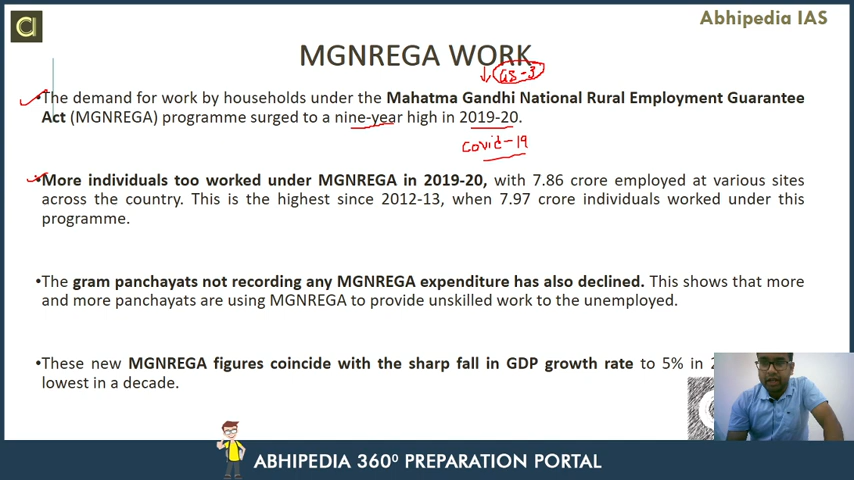 Abhipedia IAS
MGNREGA WORK
GS-3
•The demand for work by households under the Mahatma Gandhi National Rural Employment Guarantee
Act (MGNREGA) programme surged to a nine-year high in 2019-20.
Covid-19
•More individuals too worked under MGNREGA in 2019-20, with 7.86 crore employed at various sites
across the country. This is the highest since 2012-13, when 7.97 crore individuals worked under this
programme.
•The gram panchayats not recording any MGNREGA expenditure has also declined. This shows that more
and more panchayats are using MGNREGA to provide unskilled work to the unemployed.
•These new MGNREGA figures coincide with the sharp fall in GDP growth rate to 5% in
lowest in a decade.
ABHIPEDIA 360⁰ PREPARATION PORTAL